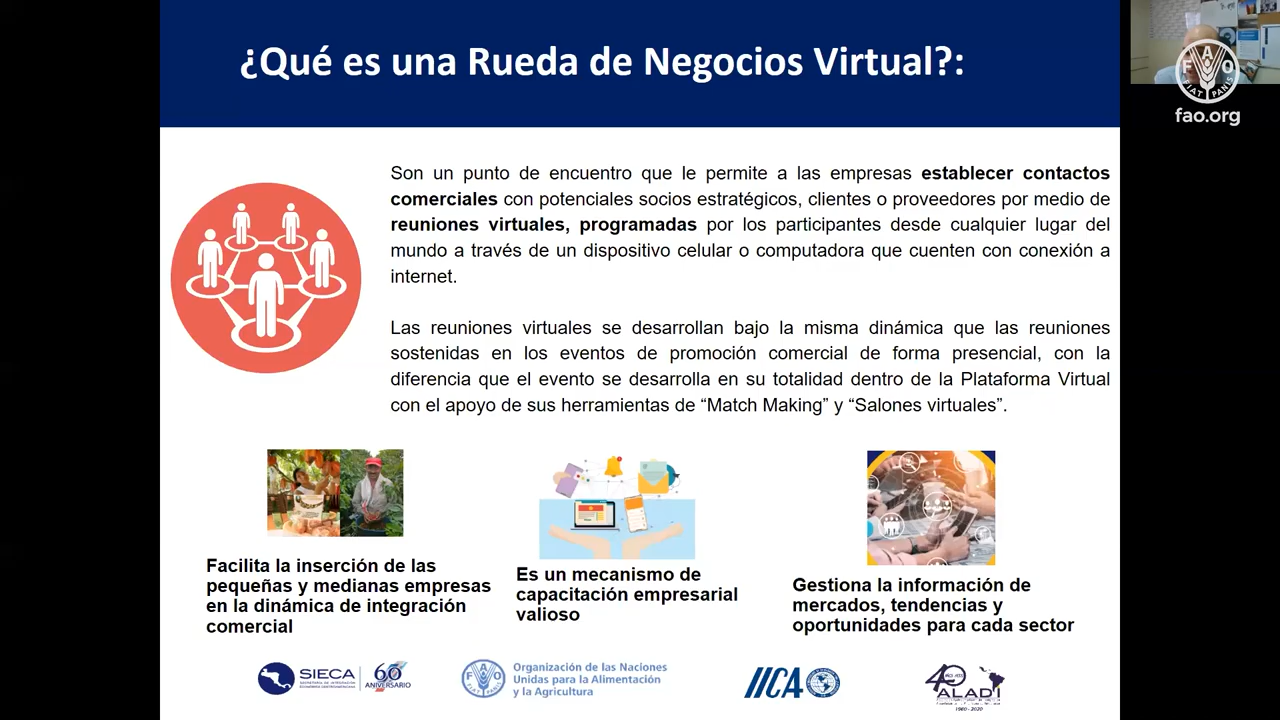 ¿Qué es una Rueda de Negocios Virtual?:
FAO
FIAT PANIS
fao.org
Son un punto de encuentro que le permite a las empresas establecer contactos
comerciales con potenciales socios estratégicos, clientes o proveedores por medio de
reuniones virtuales, programadas por los participantes desde cualquier lugar del
mundo a través de un dispositivo celular o computadora que cuenten con conexión a
internet.
Las reuniones virtuales se desarrollan bajo la misma dinámica que las reuniones
sostenidas en los eventos de promoción comercial de forma presencial, con la
diferencia que el evento se desarrolla en su totalidad dentro de la Plataforma Virtual
con el apoyo de sus herramientas de “Match Making” y “Salones virtuales”.
Facilita la inserción de las
pequeñas y medianas empresas
en la dinámica de integración
comercial
Es un mecanismo de
capacitación empresarial
valioso
Gestiona la información de
mercados, tendencias y
oportunidades para cada sector
SIECA
60
ANIVERSARIO
FAO
Organización de las Naciones
Unidas para la Alimentación
y la Agricultura
IICA
40
ALADI
1980 - 2020